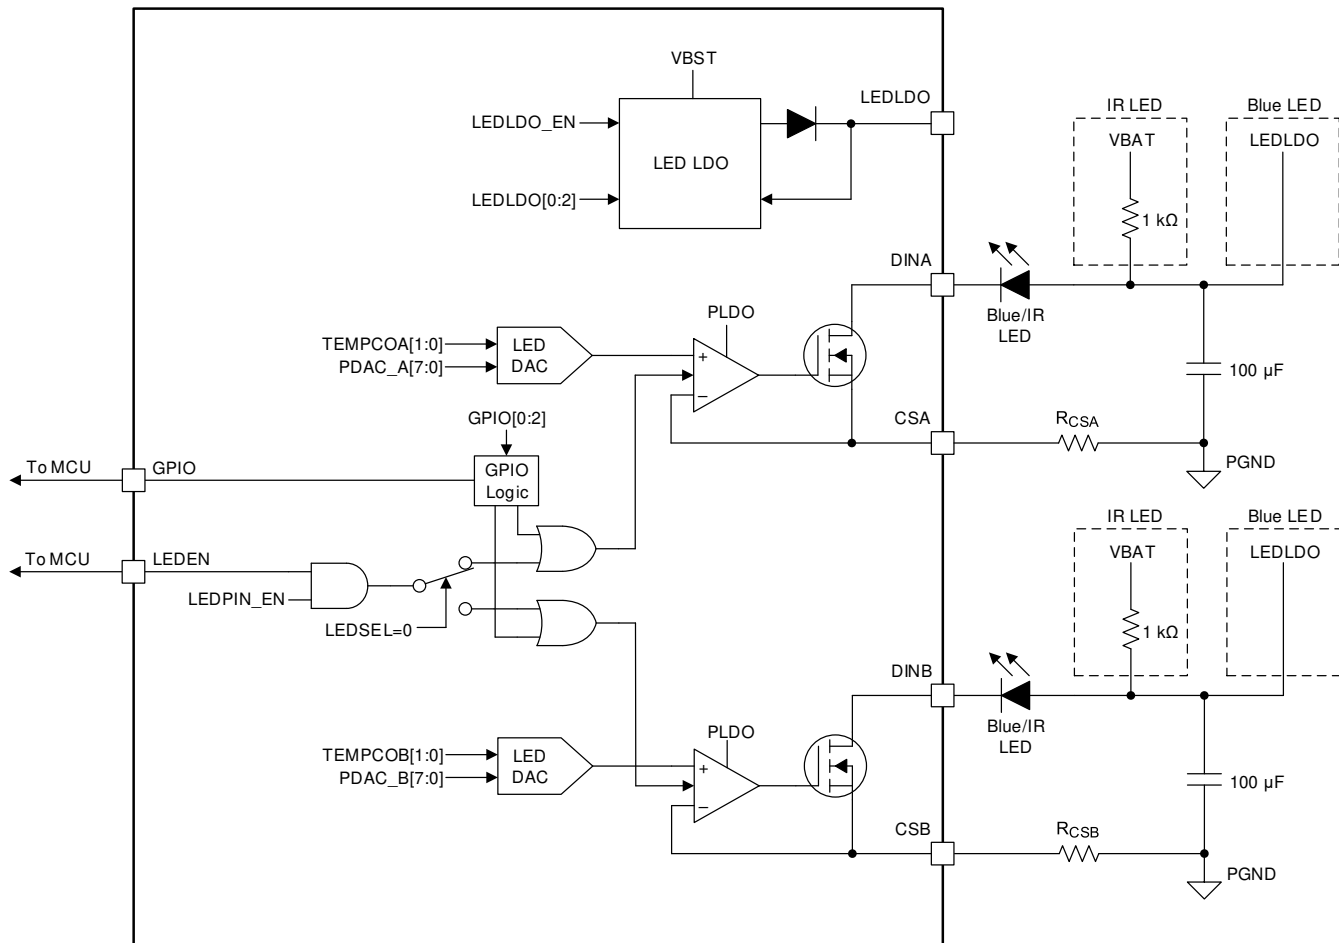 VBST
LEDLDO
LEDLDO_EN
LED LDO
LEDLDO[0:2]
IR LED
Blue LED
VBAT
LEDLDO
1 kΩ
DINA
Blue/IR
LED
PLDO
TEMPCOA[1:0]
PDAC_A[7:0]
LED
DAC
+
–
100 µF
GPIO[0:2]
CSA
RCSA
PGND
To MCU
GPIO
GPIO
Logic
To MCU
LEDEN
LEDPIN_EN
LEDSEL=0
IR LED
Blue LED
VBAT
LEDLDO
1 kΩ
DINB
Blue/IR
LED
PLDO
TEMPCOB[1:0]
PDAC_B[7:0]
LED
DAC
+
–
100 µF
CSB
RCSB
PGND